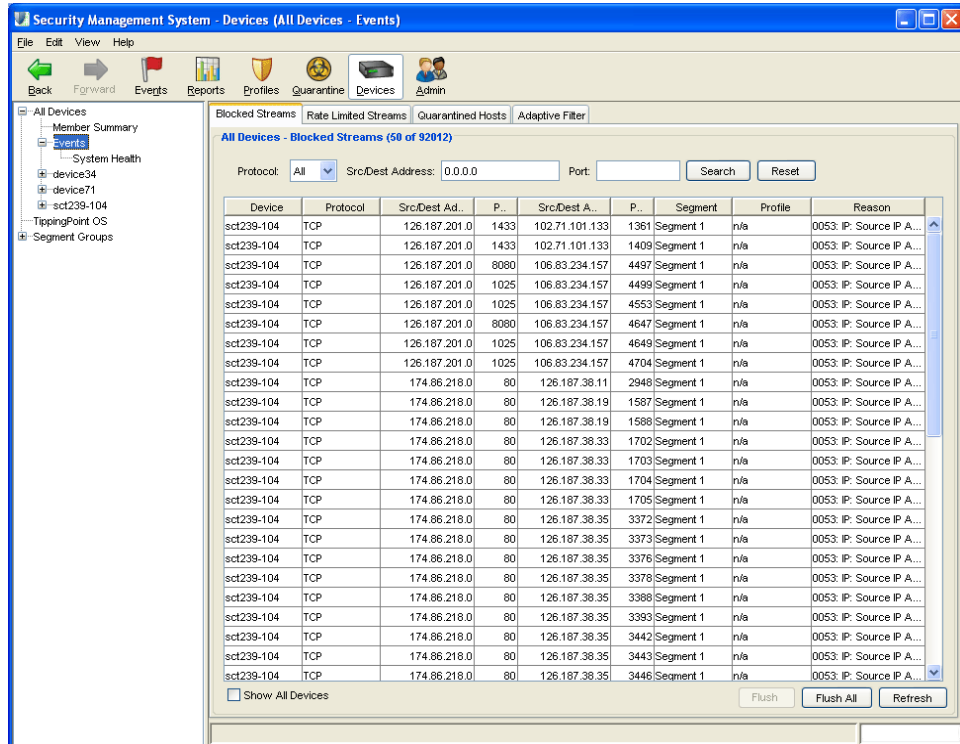 Security Management System - Devices (All Devices - Events)
File Edit View Help
Back Forward Events Reports Profiles Quarantine Devices Admin
All Devices
Member Summary
Events
System Health
device34
device71
sct239-104
TippingPoint OS
Segment Groups
Blocked Streams Rate Limited Streams Quarantined Hosts Adaptive Filter
All Devices - Blocked Streams (50 of 92012)
Protocol: All Src/Dest Address: 0.0.0.0 Port: Search Reset
Device Protocol Src/Dest Ad.. P.. Src/Dest A... P.. Segment Profile Reason
sct239-104 TCP 126.187.201.0 1433 102.71.101.133 1361 Segment 1 n/a 0053: IP: Source IP A...
sct239-104 TCP 126.187.201.0 1433 102.71.101.133 1409 Segment 1 n/a 0053: IP: Source IP A...
sct239-104 TCP 126.187.201.0 8080 106.83.234.157 4497 Segment 1 n/a 0053: IP: Source IP A...
sct239-104 TCP 126.187.201.0 1025 106.83.234.157 4499 Segment 1 n/a 0053: IP: Source IP A...
sct239-104 TCP 126.187.201.0 1025 106.83.234.157 4553 Segment 1 n/a 0053: IP: Source IP A...
sct239-104 TCP 126.187.201.0 8080 106.83.234.157 4647 Segment 1 n/a 0053: IP: Source IP A...
sct239-104 TCP 126.187.201.0 1025 106.83.234.157 4649 Segment 1 n/a 0053: IP: Source IP A...
sct239-104 TCP 126.187.201.0 1025 106.83.234.157 4704 Segment 1 n/a 0053: IP: Source IP A...
sct239-104 TCP 174.86.218.0 80 126.187.38.11 2948 Segment 1 n/a 0053: IP: Source IP A...
sct239-104 TCP 174.86.218.0 80 126.187.38.19 1587 Segment 1 n/a 0053: IP: Source IP A...
sct239-104 TCP 174.86.218.0 80 126.187.38.19 1588 Segment 1 n/a 0053: IP: Source IP A...
sct239-104 TCP 174.86.218.0 80 126.187.38.33 1702 Segment 1 n/a 0053: IP: Source IP A...
sct239-104 TCP 174.86.218.0 80 126.187.38.33 1703 Segment 1 n/a 0053: IP: Source IP A...
sct239-104 TCP 174.86.218.0 80 126.187.38.33 1704 Segment 1 n/a 0053: IP: Source IP A...
sct239-104 TCP 174.86.218.0 80 126.187.38.33 1705 Segment 1 n/a 0053: IP: Source IP A...
sct239-104 TCP 174.86.218.0 80 126.187.38.35 3372 Segment 1 n/a 0053: IP: Source IP A...
sct239-104 TCP 174.86.218.0 80 126.187.38.35 3373 Segment 1 n/a 0053: IP: Source IP A...
sct239-104 TCP 174.86.218.0 80 126.187.38.35 3376 Segment 1 n/a 0053: IP: Source IP A...
sct239-104 TCP 174.86.218.0 80 126.187.38.35 3378 Segment 1 n/a 0053: IP: Source IP A...
sct239-104 TCP 174.86.218.0 80 126.187.38.35 3388 Segment 1 n/a 0053: IP: Source IP A...
sct239-104 TCP 174.86.218.0 80 126.187.38.35 3393 Segment 1 n/a 0053: IP: Source IP A...
sct239-104 TCP 174.86.218.0 80 126.187.38.35 3442 Segment 1 n/a 0053: IP: Source IP A...
sct239-104 TCP 174.86.218.0 80 126.187.38.35 3443 Segment 1 n/a 0053: IP: Source IP A...
sct239-104 TCP 174.86.218.0 80 126.187.38.35 3446 Segment 1 n/a 0053: IP: Source IP A...
Show All Devices Flush Flush All Refresh